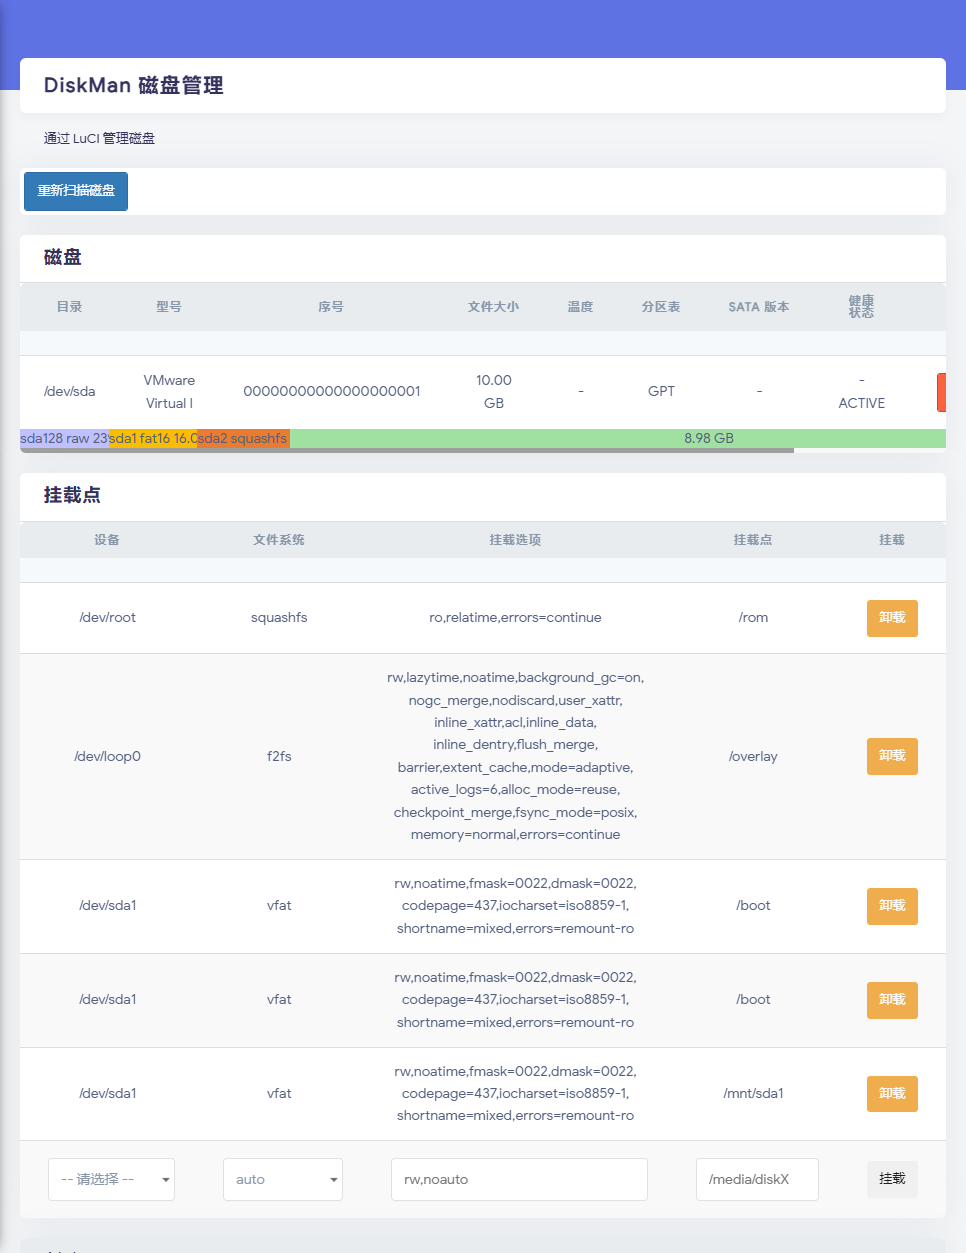 DiskMan 磁盘管理
通过 LuCI 管理磁盘
重新扫描磁盘
磁盘
目录 型号 序号 文件大小 温度 分区表 SATA 版本 健康
状态
/dev/sda VMware
Virtual I 00000000000000000001 10.00
GB - GPT - -
ACTIVE
sda128 raw 23 sda1 fat16 16.0 sda2 squashfs 8.98 GB
挂载点
设备 文件系统 挂载选项 挂载点 挂载
/dev/root squashfs ro,relatime,errors=continue /rom 卸载
rw,lazytime,noatime,background_gc=on,
nogc_merge,nodiscard,user_xattr,
inline_xattr,acl,inline_data,
inline_dentry,flush_merge,
/dev/loop0 f2fs barrier,extent_cache,mode=adaptive, /overlay 卸载
active_logs=6,alloc_mode=reuse,
checkpoint_merge,fsync_mode=posix,
memory=normal,errors=continue
rw,noatime,fmask=0022,dmask=0022,
/dev/sda1 vfat codepage=437,iocharset=iso8859-1, /boot 卸载
shortname=mixed,errors=remount-ro
rw,noatime,fmask=0022,dmask=0022,
/dev/sda1 vfat codepage=437,iocharset=iso8859-1, /boot 卸载
shortname=mixed,errors=remount-ro
rw,noatime,fmask=0022,dmask=0022,
/dev/sda1 vfat codepage=437,iocharset=iso8859-1, /mnt/sda1 卸载
shortname=mixed,errors=remount-ro
-- 请选择 -- auto rw,noauto /media/diskX 挂载